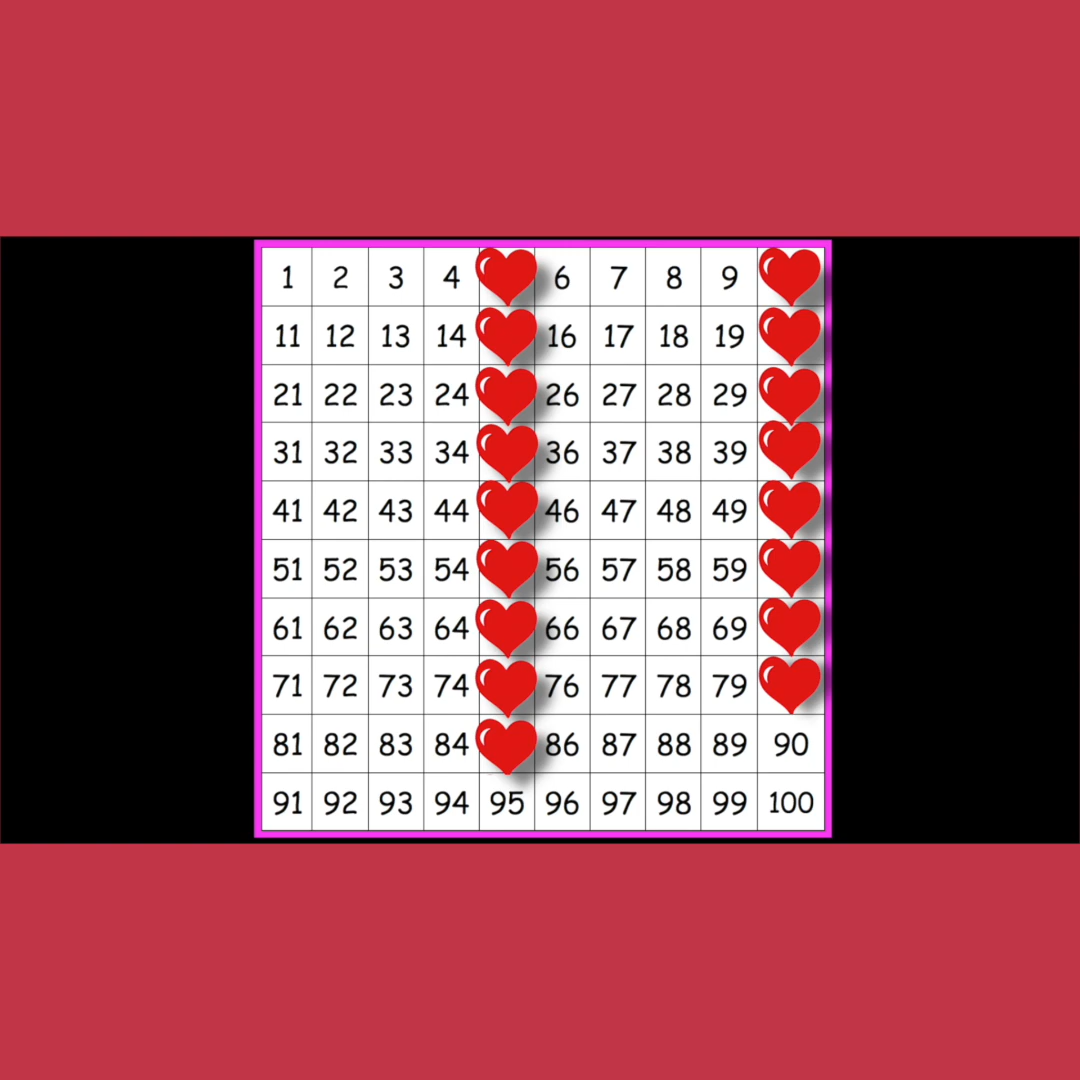 1 2 3 4 6 7 8 9
11 12 13 14 16 17 18 19
21 22 23 24 26 27 28 29
31 32 33 34 36 37 38 39
41 42 43 44 46 47 48 49
51 52 53 54 56 57 58 59
61 62 63 64 66 67 68 69
71 72 73 74 76 77 78 79
81 82 83 84 86 87 88 89 90
91 92 93 94 95 96 97 98 99 100